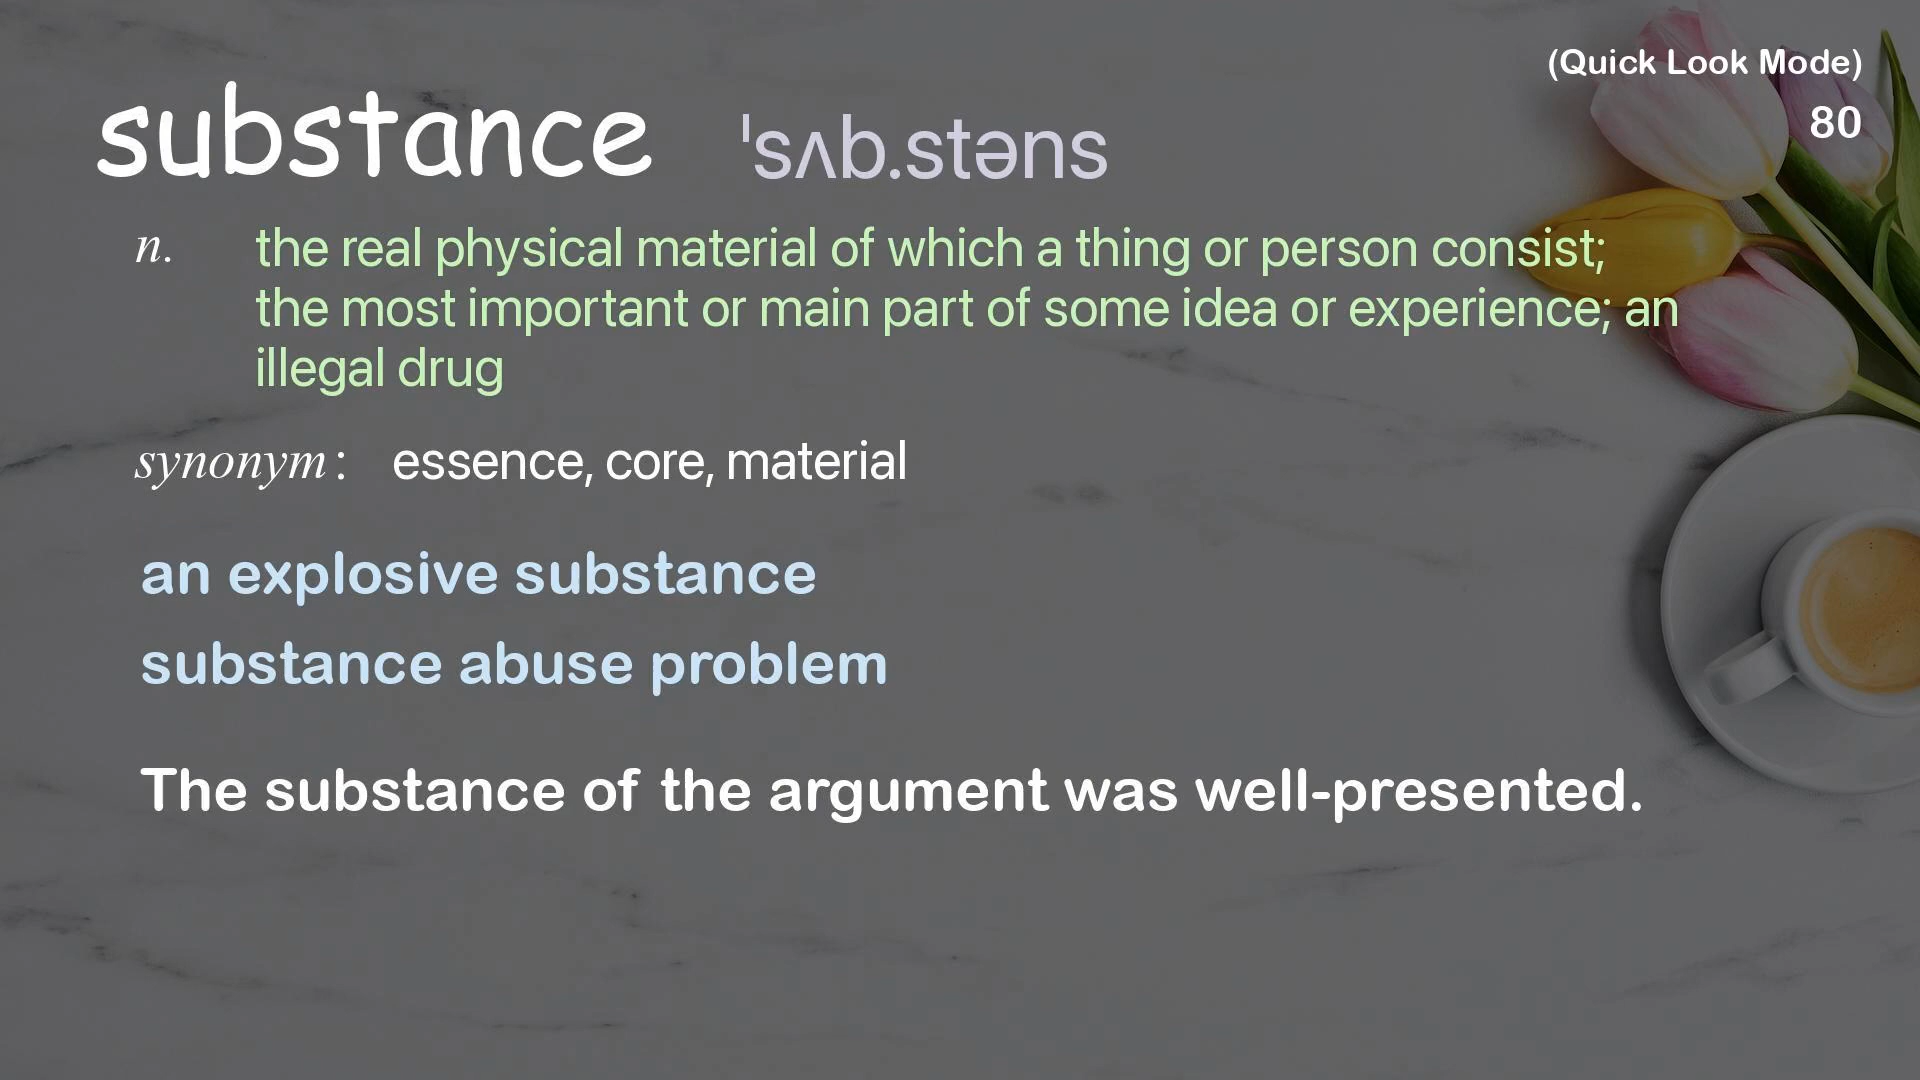 (Quick Look Mode)
80
substance ˈsʌb.stəns
n. the real physical material of which a thing or person consist;
the most important or main part of some idea or experience; an
illegal drug
synonym: essence, core, material
an explosive substance
substance abuse problem
The substance of the argument was well-presented.